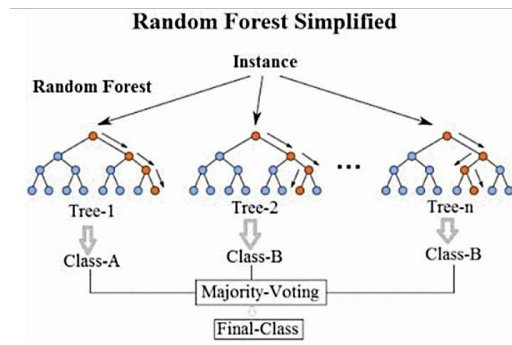 Random Forest Simplified
Instance
Random Forest
...
Tree-1
Tree-2
Tree-n
Class-A
Class-B
Class-B
Majority-Voting
Final-Class